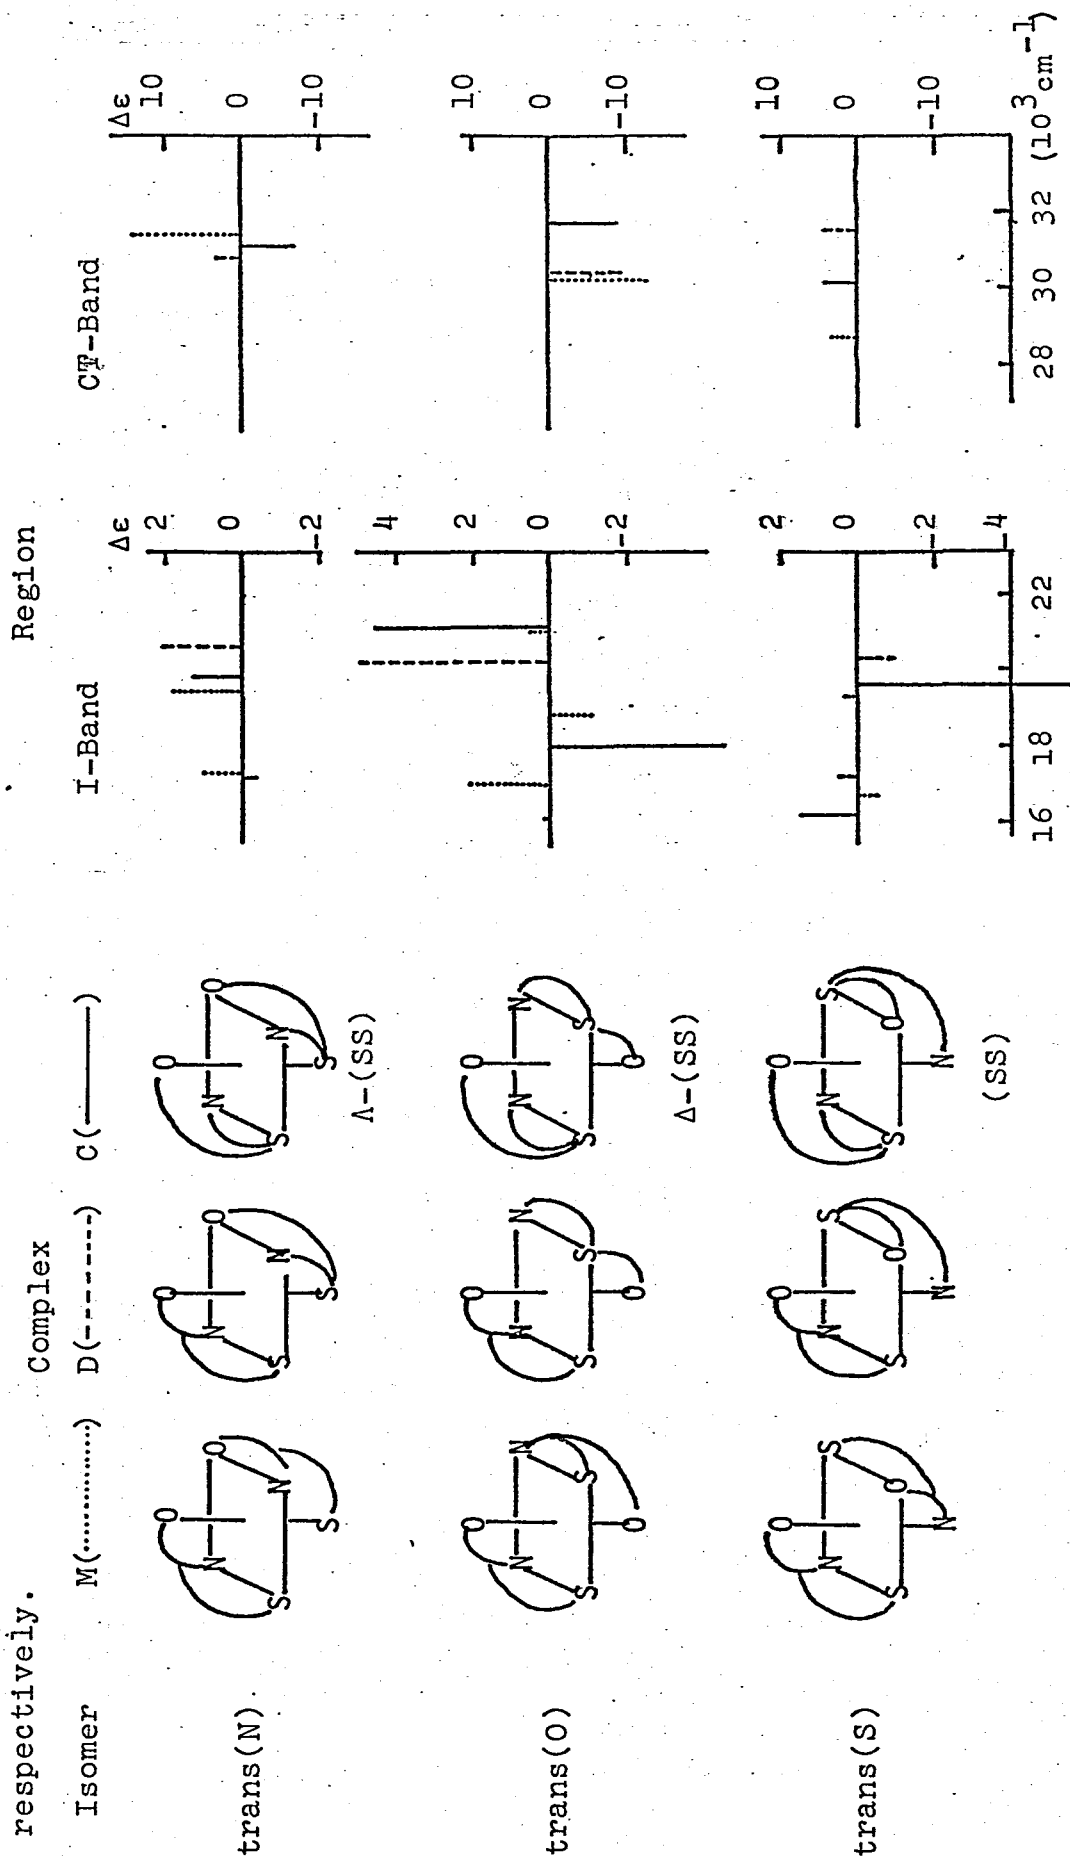 respectively.
Complex
Region
Isomer
M(............)
D(-------)
C(———)
I-Band
CT-Band
trans(N)
O
N
O
S
N
S
O
N
O
S
N
S
O
N
O
S
N
S
Λ-(SS)
Δε
2
0
-2
Δε
10
0
-10
trans(O)
O
N
N
S
S
O
O
N
N
S
S
O
O
N
N
S
S
O
Δ-(SS)
4
2
0
-2
10
0
-10
trans(S)
O
N
S
S
O
N
O
N
S
S
O
N
O
N
S
S
O
N
(SS)
2
0
-2
-4
10
0
-10
16 18 22 28 30 32 (10³cm⁻¹)